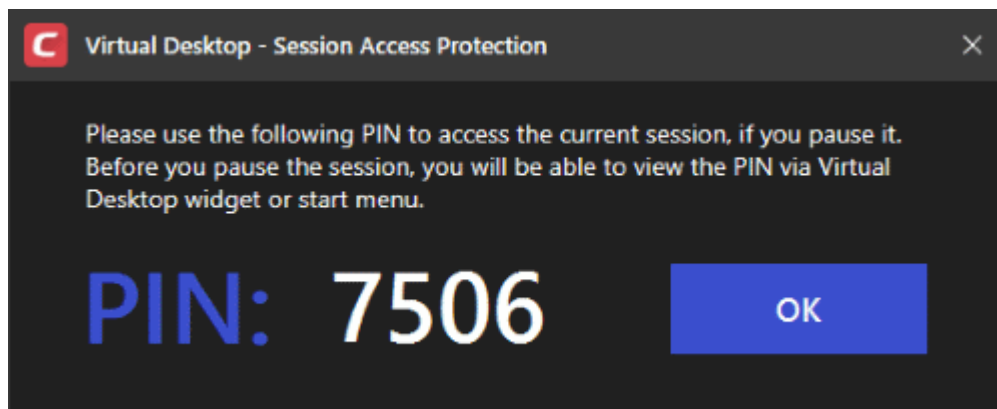 C Virtual Desktop - Session Access Protection
Please use the following PIN to access the current session, if you pause it.
Before you pause the session, you will be able to view the PIN via Virtual
Desktop widget or start menu.
PIN: 7506 OK